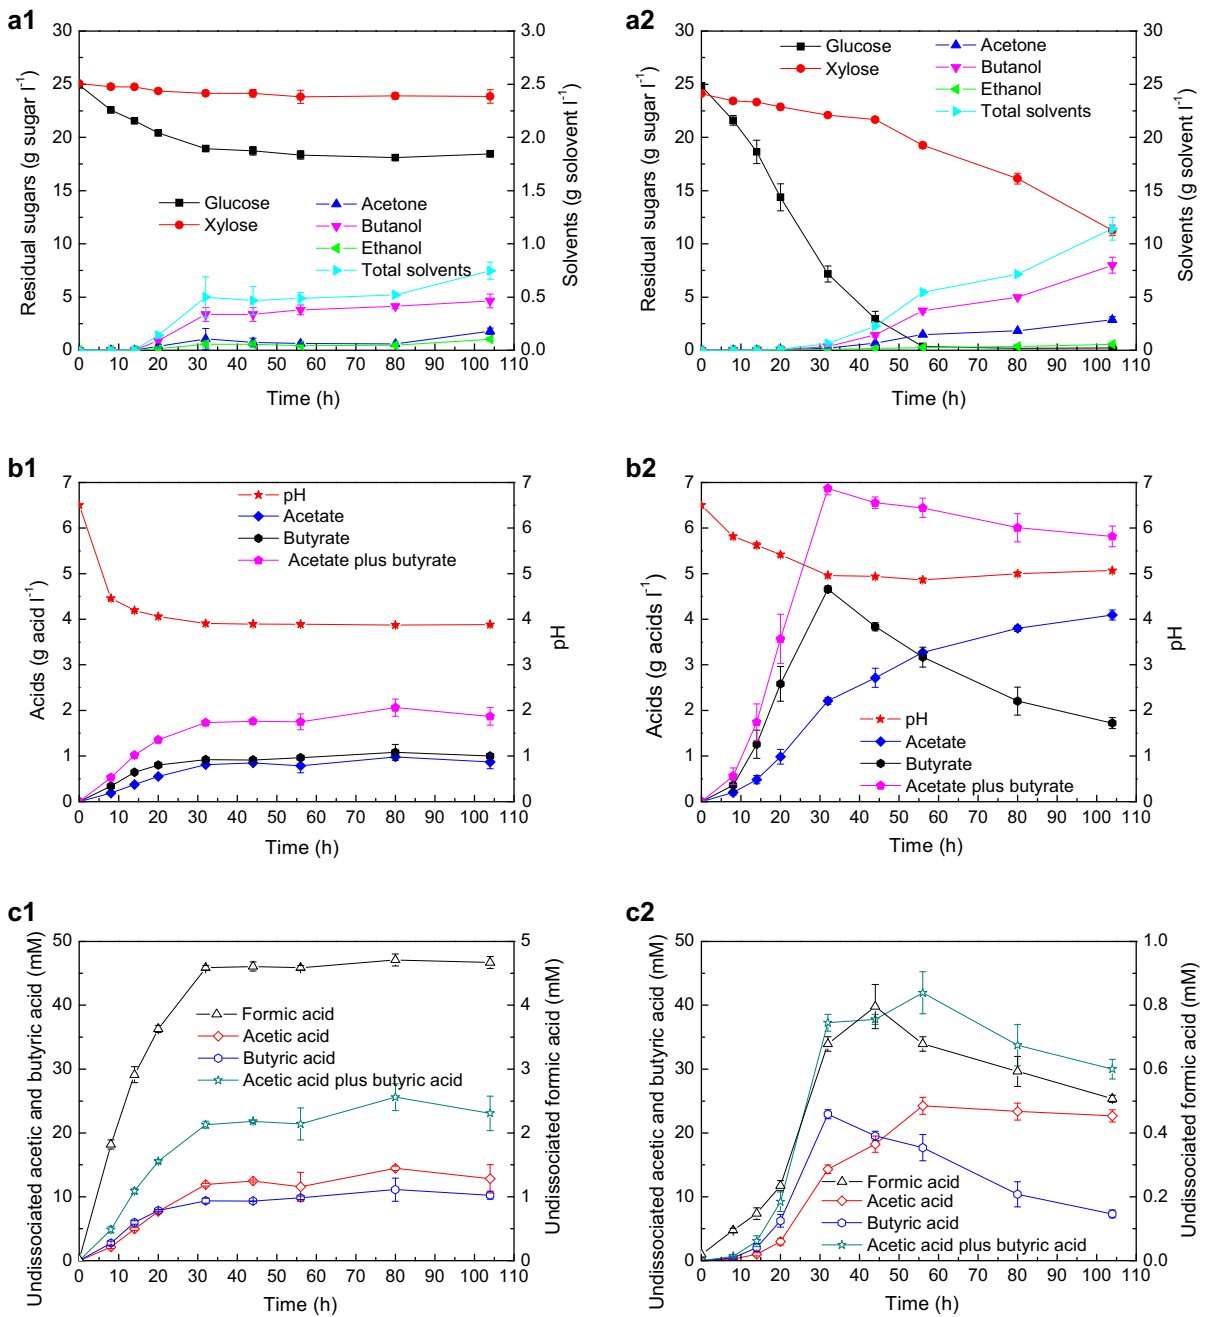 a1
30
25
20
15
10
5
0
Residual sugars (g sugar l⁻¹)
3.0
2.5
2.0
1.5
1.0
0.5
0.0
Solvents (g solovent l⁻¹)
Glucose
Xylose
Acetone
Butanol
Ethanol
Total solvents
0 10 20 30 40 50 60 70 80 90 100 110
Time (h)
a2
30
25
20
15
10
5
0
Residual sugars (g sugar l⁻¹)
30
25
20
15
10
5
0
Solvents (g solvent l⁻¹)
Glucose
Xylose
Acetone
Butanol
Ethanol
Total solvents
0 10 20 30 40 50 60 70 80 90 100 110
Time (h)
b1
7
6
5
4
3
2
1
0
Acids (g acid l⁻¹)
7
6
5
4
3
2
1
0
pH
pH
Acetate
Butyrate
Acetate plus butyrate
0 10 20 30 40 50 60 70 80 90 100 110
Time (h)
b2
7
6
5
4
3
2
1
0
Acids (g acids l⁻¹)
7
6
5
4
3
2
1
0
pH
pH
Acetate
Butyrate
Acetate plus butyrate
0 10 20 30 40 50 60 70 80 90 100 110
Time (h)
c1
50
40
30
20
10
0
Undissociated acetic and butyric acid (mM)
5
4
3
2
1
0
Undissociated formic acid (mM)
Formic acid
Acetic acid
Butyric acid
Acetic acid plus butyric acid
0 10 20 30 40 50 60 70 80 90 100 110
Time (h)
c2
50
40
30
20
10
0
Undissociated acetic and butyric acid (mM)
1.0
0.8
0.6
0.4
0.2
0.0
Undissociated formic acid (mM)
Formic acid
Acetic acid
Butyric acid
Acetic acid plus butyric acid
0 10 20 30 40 50 60 70 80 90 100 110
Time (h)